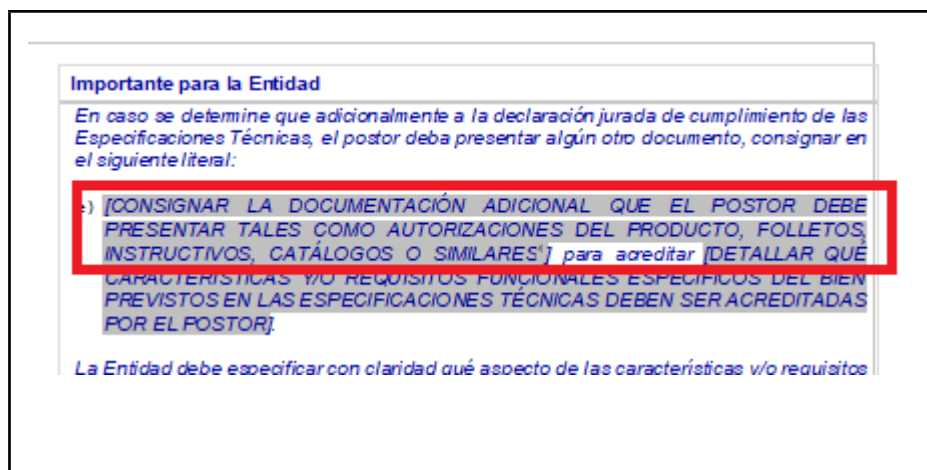 Importante para la Entidad
En caso se determine que adicionalmente a la declaración jurada de cumplimiento de las
Especificaciones Técnicas, el postor deba presentar algún otro documento, consignar en
el siguiente literal:
e) [CONSIGNAR LA DOCUMENTACIÓN ADICIONAL QUE EL POSTOR DEBE
PRESENTAR TALES COMO AUTORIZACIONES DEL PRODUCTO, FOLLETOS,
INSTRUCTIVOS, CATÁLOGOS O SIMILARES⁴] para acreditar [DETALLAR QUÉ
CARACTERÍSTICAS Y/O REQUISITOS FUNCIONALES ESPECÍFICOS DEL BIEN
PREVISTOS EN LAS ESPECIFICACIONES TÉCNICAS DEBEN SER ACREDITADAS
POR EL POSTOR].
La Entidad debe especificar con claridad qué aspecto de las características y/o requisitos